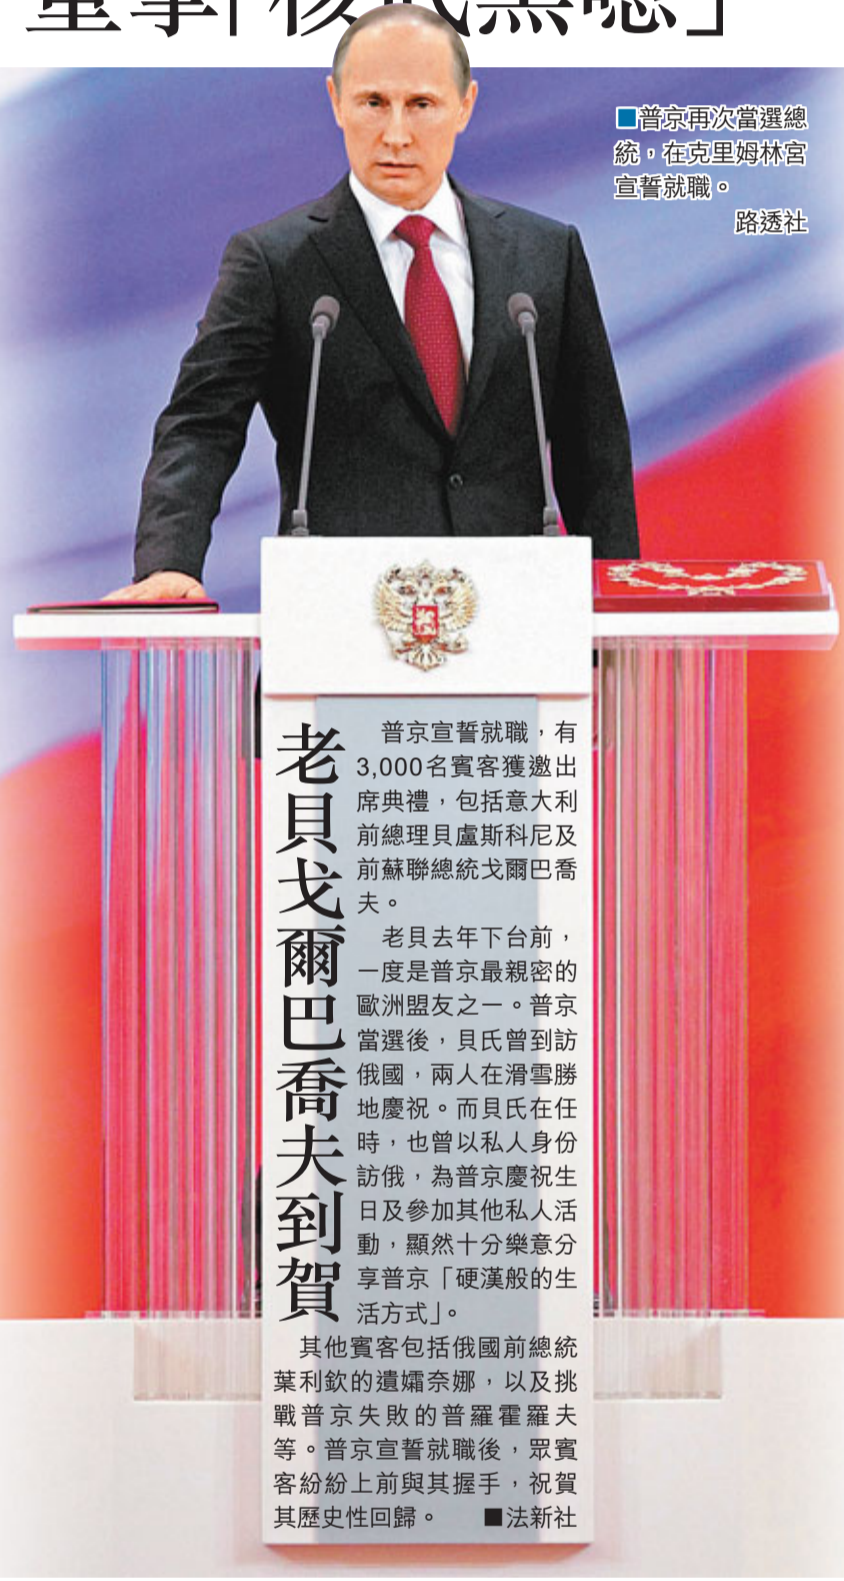 ■普京再次當選總
統，在克里姆林宮
宣誓就職。
路透社
老貝戈爾巴喬夫到賀
普京宣誓就職，有
3,000名賓客獲邀出
席典禮，包括意大利
前總理貝盧斯科尼及
前蘇聯總統戈爾巴喬
夫。
老貝去年下台前，
一度是普京最親密的
歐洲盟友之一。普京
當選後，貝氏曾到訪
俄國，兩人在滑雪勝
地慶祝。而貝氏在任
時，也曾以私人身份
訪俄，為普京慶祝生
日及參加其他私人活
動，顯然十分樂意分
享普京「硬漢般的生
活方式」。
其他賓客包括俄國前總統
葉利欽的遺孀奈娜，以及挑
戰普京失敗的普羅霍羅夫
等。普京宣誓就職後，眾賓
客紛紛上前與其握手，祝賀
其歷史性回歸。 ■法新社